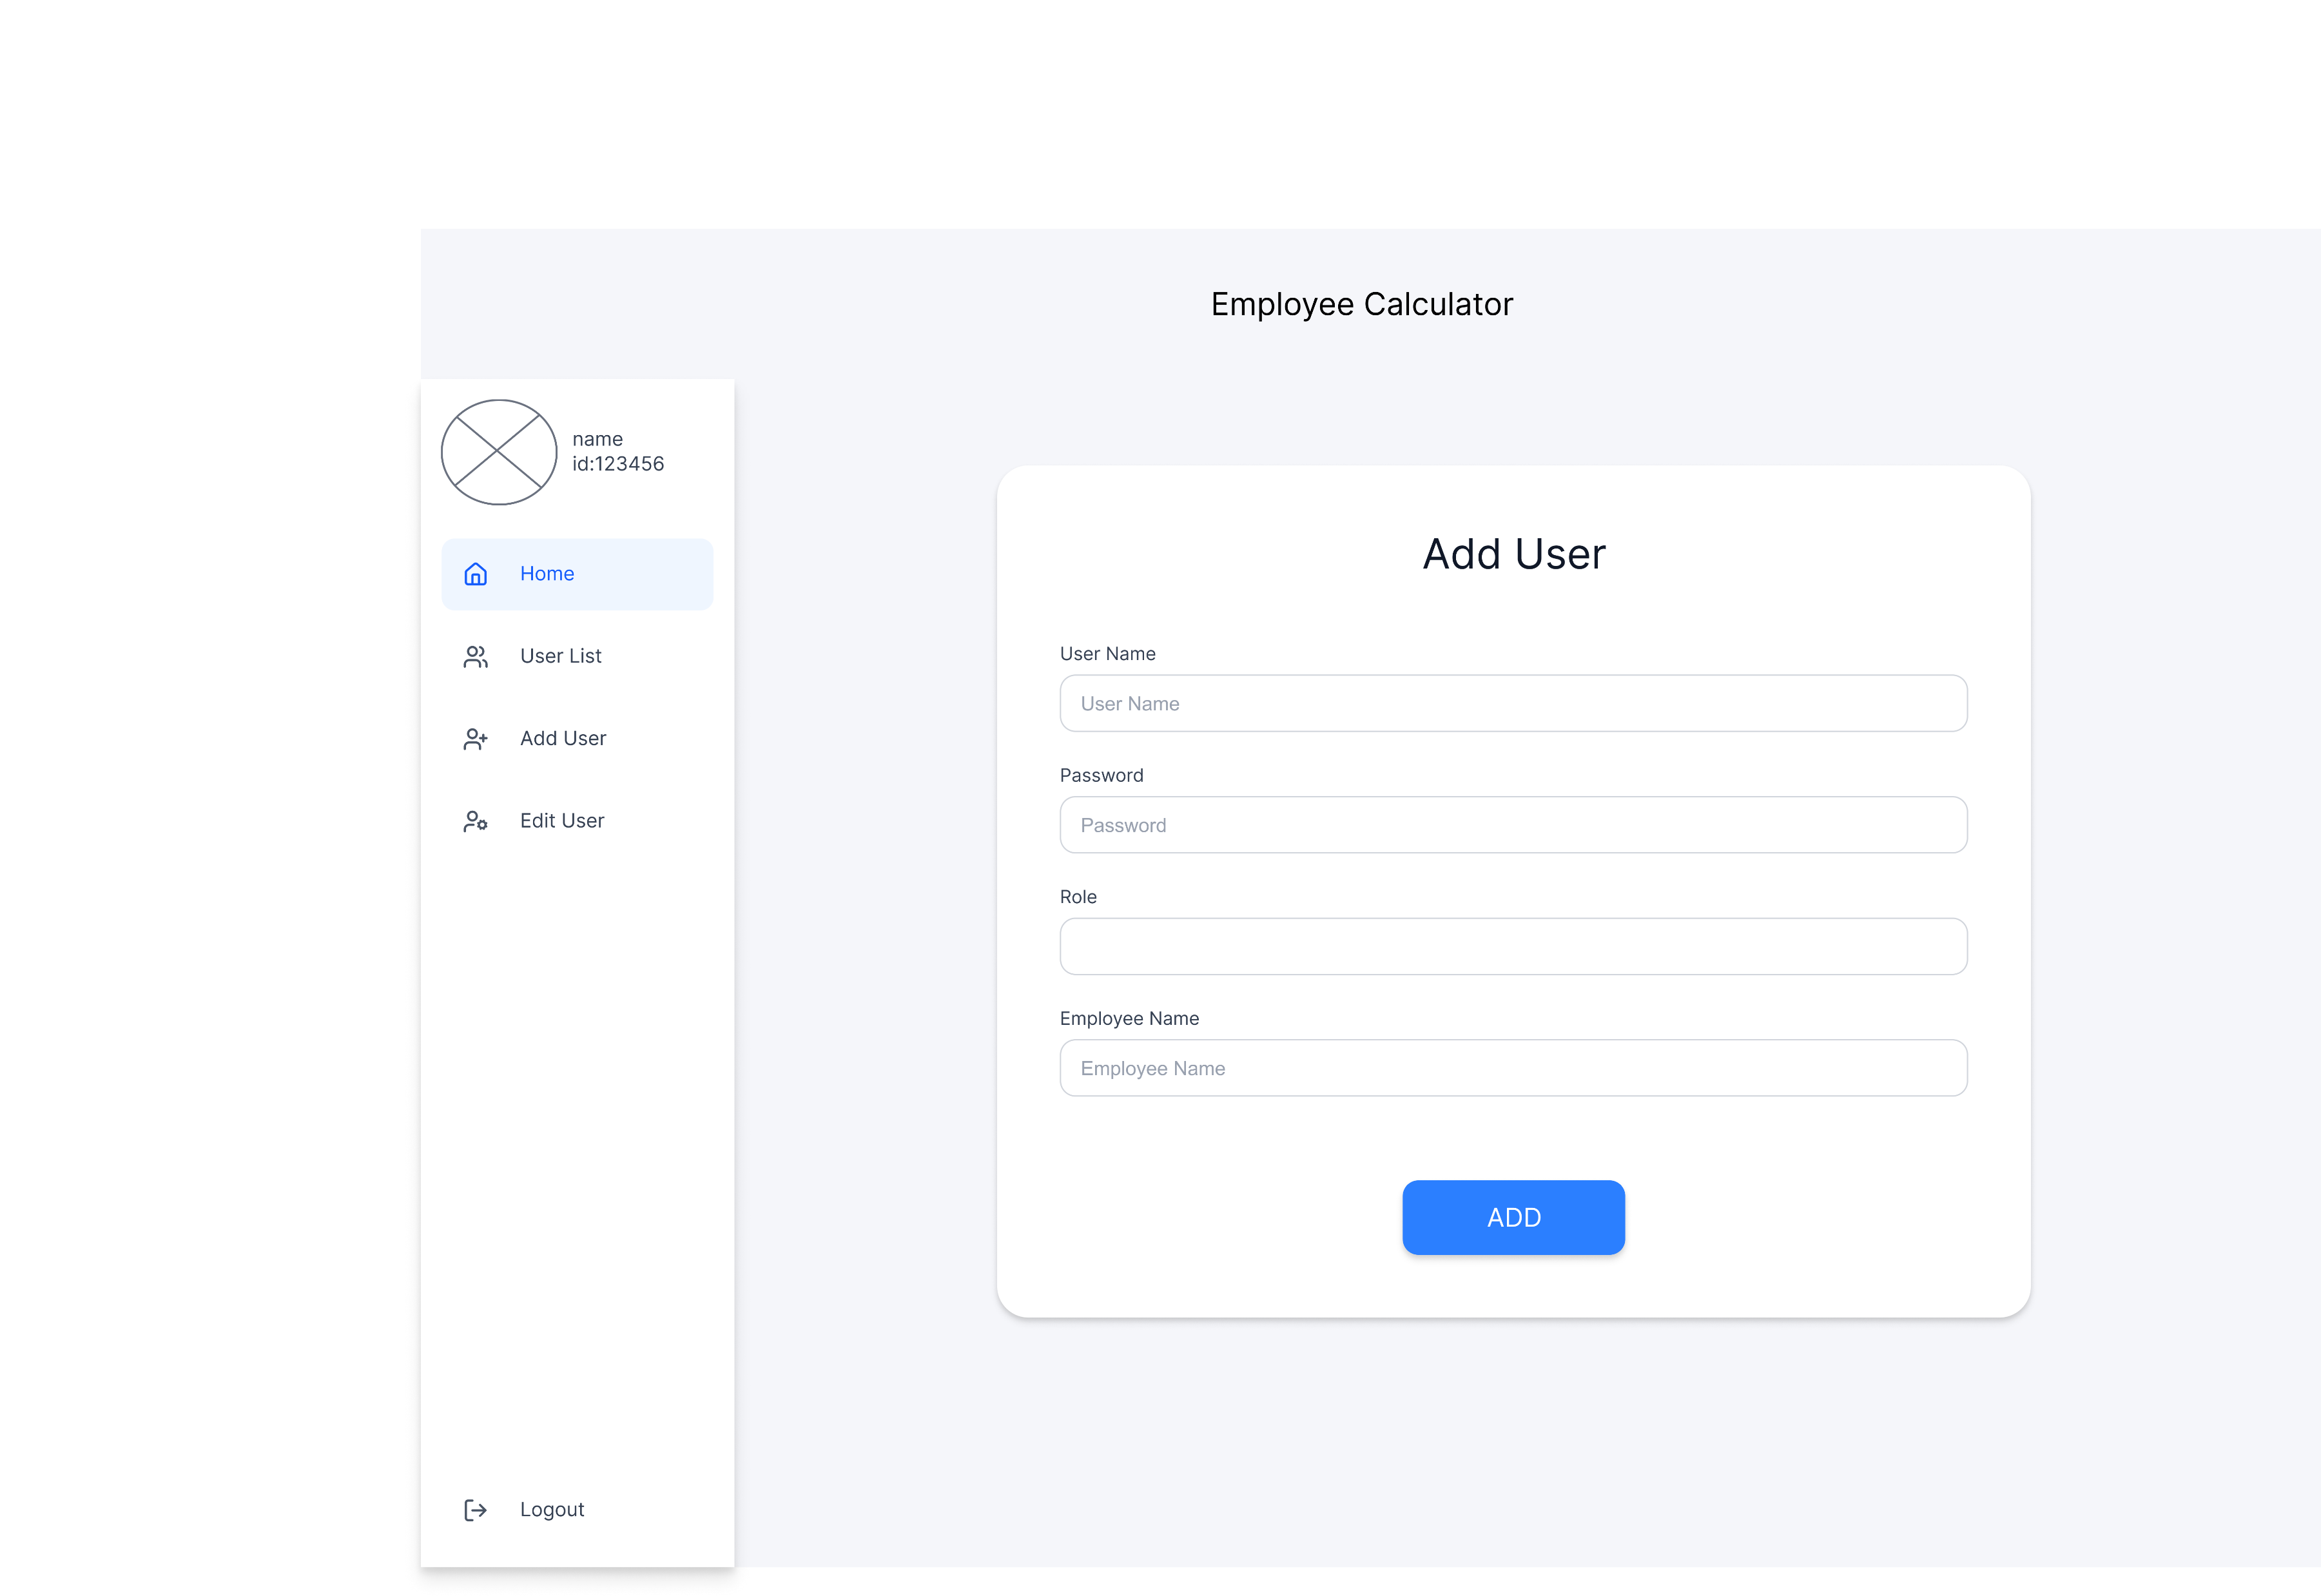 Employee Calculator
name
id:123456
Home
User List
Add User
Edit User
Logout
Add User
User Name
User Name
Password
Password
Role
Employee Name
Employee Name
ADD